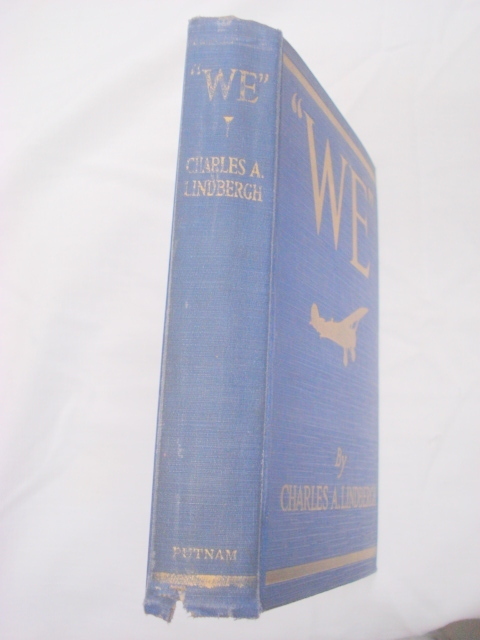 "WE"
CHARLES A.
LINDBERGH
PUTNAM
"WE"
by
CHARLES A. LINDBERGH